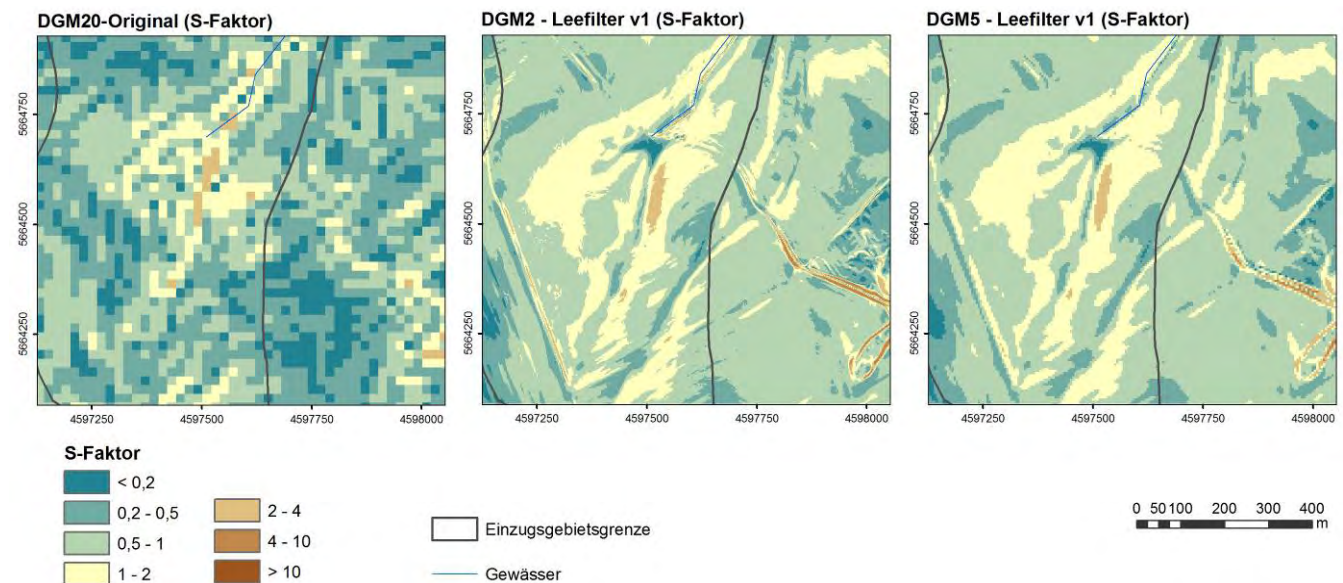 DGM20-Original (S-Faktor)
DGM2 - Leefilter v1 (S-Faktor)
DGM5 - Leefilter v1 (S-Faktor)
5664750
5664500
5664250
4597250
4597500
4597750
4598000
5664750
5664500
5664250
4597250
4597500
4597750
4598000
5664750
5664500
5664250
4597250
4597500
4597750
4598000
S-Faktor
< 0,2
0,2 - 0,5
0,5 - 1
1 - 2
2 - 4
4 - 10
> 10
Einzugsgebietsgrenze
Gewässer
0 50 100 200 300 400
m